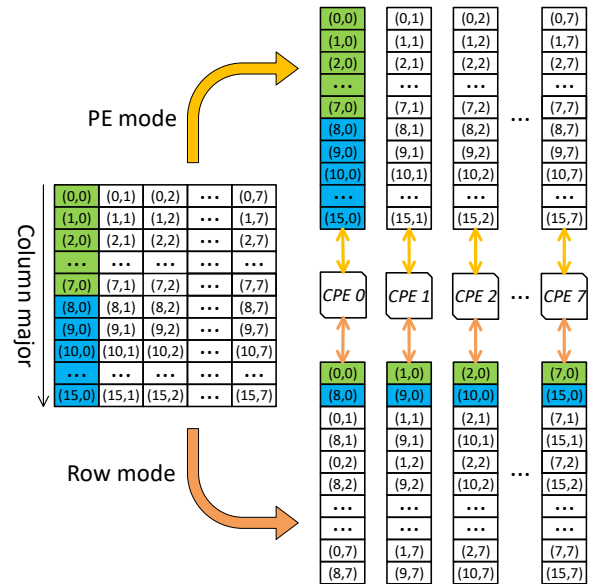 (0,0) (0,1) (0,2) (0,7)
(1,0) (1,1) (1,2) (1,7)
(2,0) (2,1) (2,2) (2,7)
... ... ... ...
(7,0) (7,1) (7,2) (7,7)
(8,0) (8,1) (8,2) ... (8,7)
(9,0) (9,1) (9,2) (9,7)
(10,0) (10,1) (10,2) (10,7)
... ... ... ...
(15,0) (15,1) (15,2) (15,7)
PE mode
Column major
(0,0) (0,1) (0,2) ... (0,7)
(1,0) (1,1) (1,2) ... (1,7)
(2,0) (2,1) (2,2) ... (2,7)
... ... ... ... ...
(7,0) (7,1) (7,2) ... (7,7)
(8,0) (8,1) (8,2) ... (8,7)
(9,0) (9,1) (9,2) ... (9,7)
(10,0) (10,1) (10,2) ... (10,7)
... ... ... ... ...
(15,0) (15,1) (15,2) ... (15,7)
CPE 0 CPE 1 CPE 2 ... CPE 7
Row mode
(0,0) (1,0) (2,0) (7,0)
(8,0) (9,0) (10,0) (15,0)
(0,1) (1,1) (2,1) (7,1)
(8,1) (9,1) (10,1) (15,1)
(0,2) (1,2) (2,2) ... (7,2)
(8,2) (9,2) (10,2) (15,2)
... ... ... ...
... ... ... ...
(0,7) (1,7) (2,7) (7,7)
(8,7) (9,7) (10,7) (15,7)